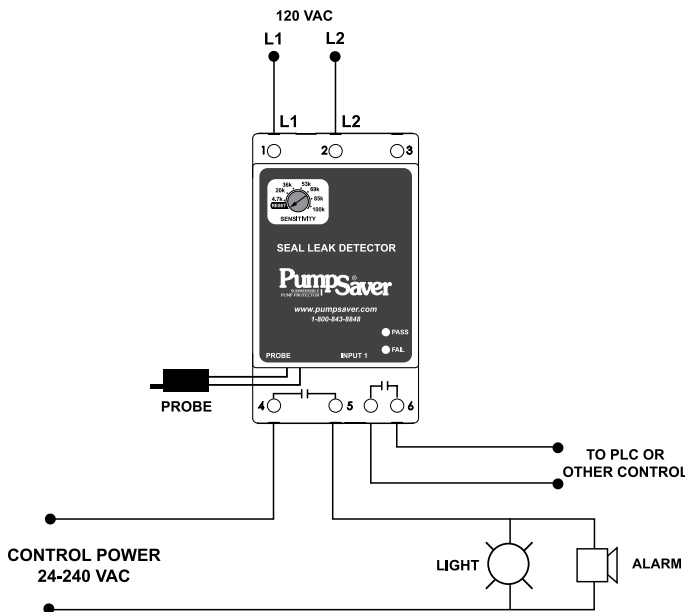 120 VAC
L1 L2
L1 L2
1 2 3
36k 53k
20k 69k
4.7k 85k
RESET 100k
SENSITIVITY
SEAL LEAK DETECTOR
PumpSaver®
SUBMERSIBLE
PUMP PROTECTOR
www.pumpsaver.com
1-800-843-8848
PASS
FAIL
PROBE INPUT 1
PROBE
4 5 6
TO PLC OR
OTHER CONTROL
CONTROL POWER
24-240 VAC
LIGHT
ALARM